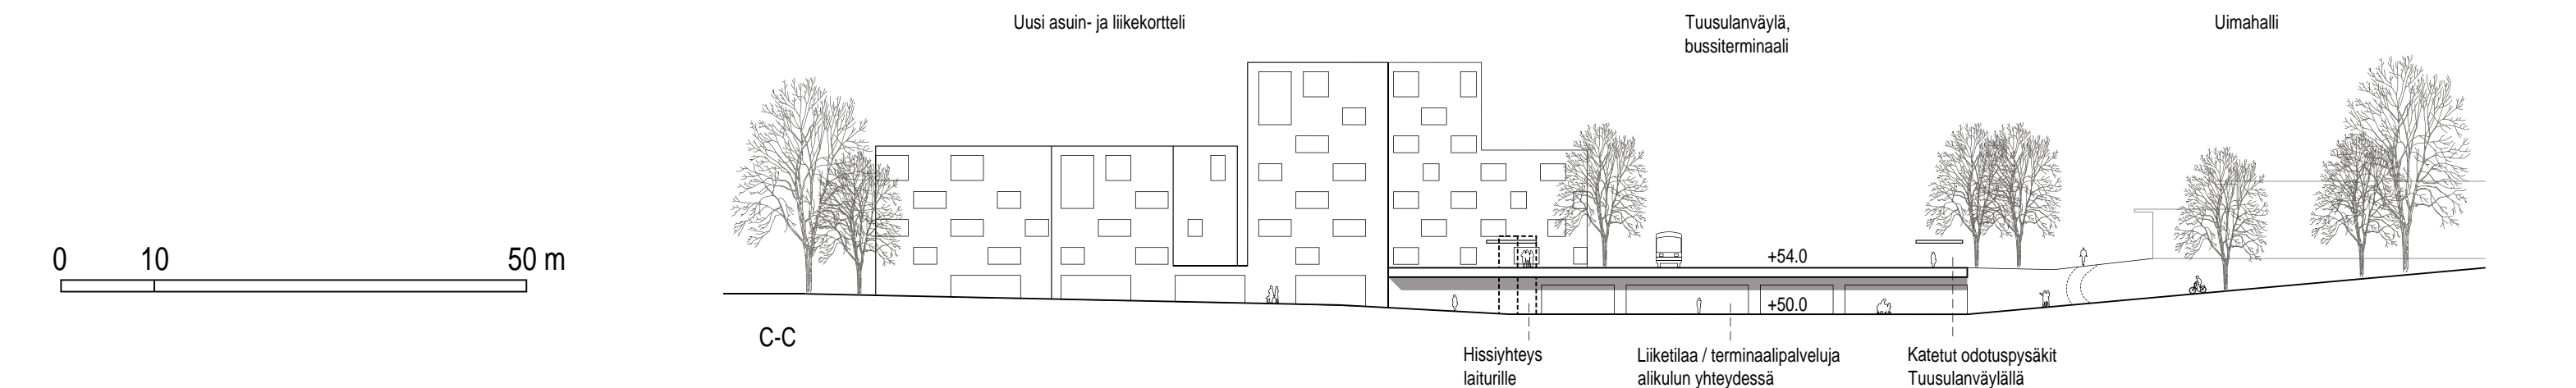 Uusi asuin- ja liikekortteli
Tuusulanväylä,
bussiterminaali
Uimahalli
0 10 50 m
+54.0
+50.0
C-C
Hissiyhteys
laiturille
Liiketilaa / terminaalipalveluja
alikulun yhteydessä
Katetut odotuspysäkit
Tuusulanväylällä